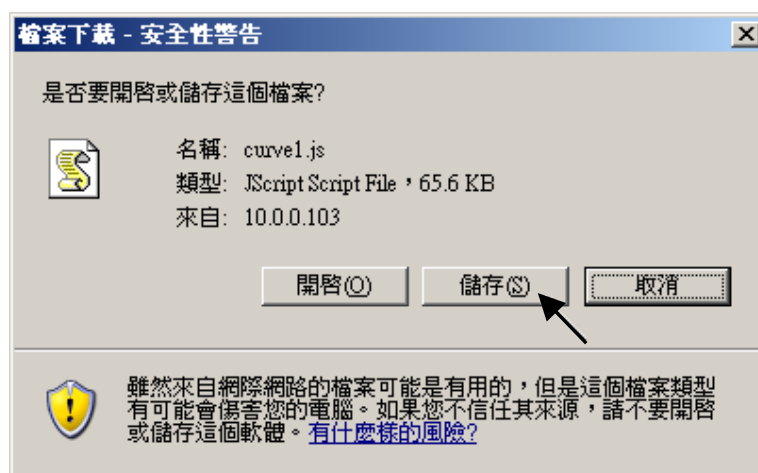 檔案下載 - 安全性警告
是否要開啓或儲存這個檔案?
名稱: curve1.js
類型: JScript Script File，65.6 KB
來自: 10.0.0.103
開啓(O) 儲存(S) 取消
雖然來自網際網路的檔案可能是有用的，但是這個檔案類型
有可能會傷害您的電腦。如果您不信任其來源，請不要開啓
或儲存這個軟體。有什麼樣的風險?